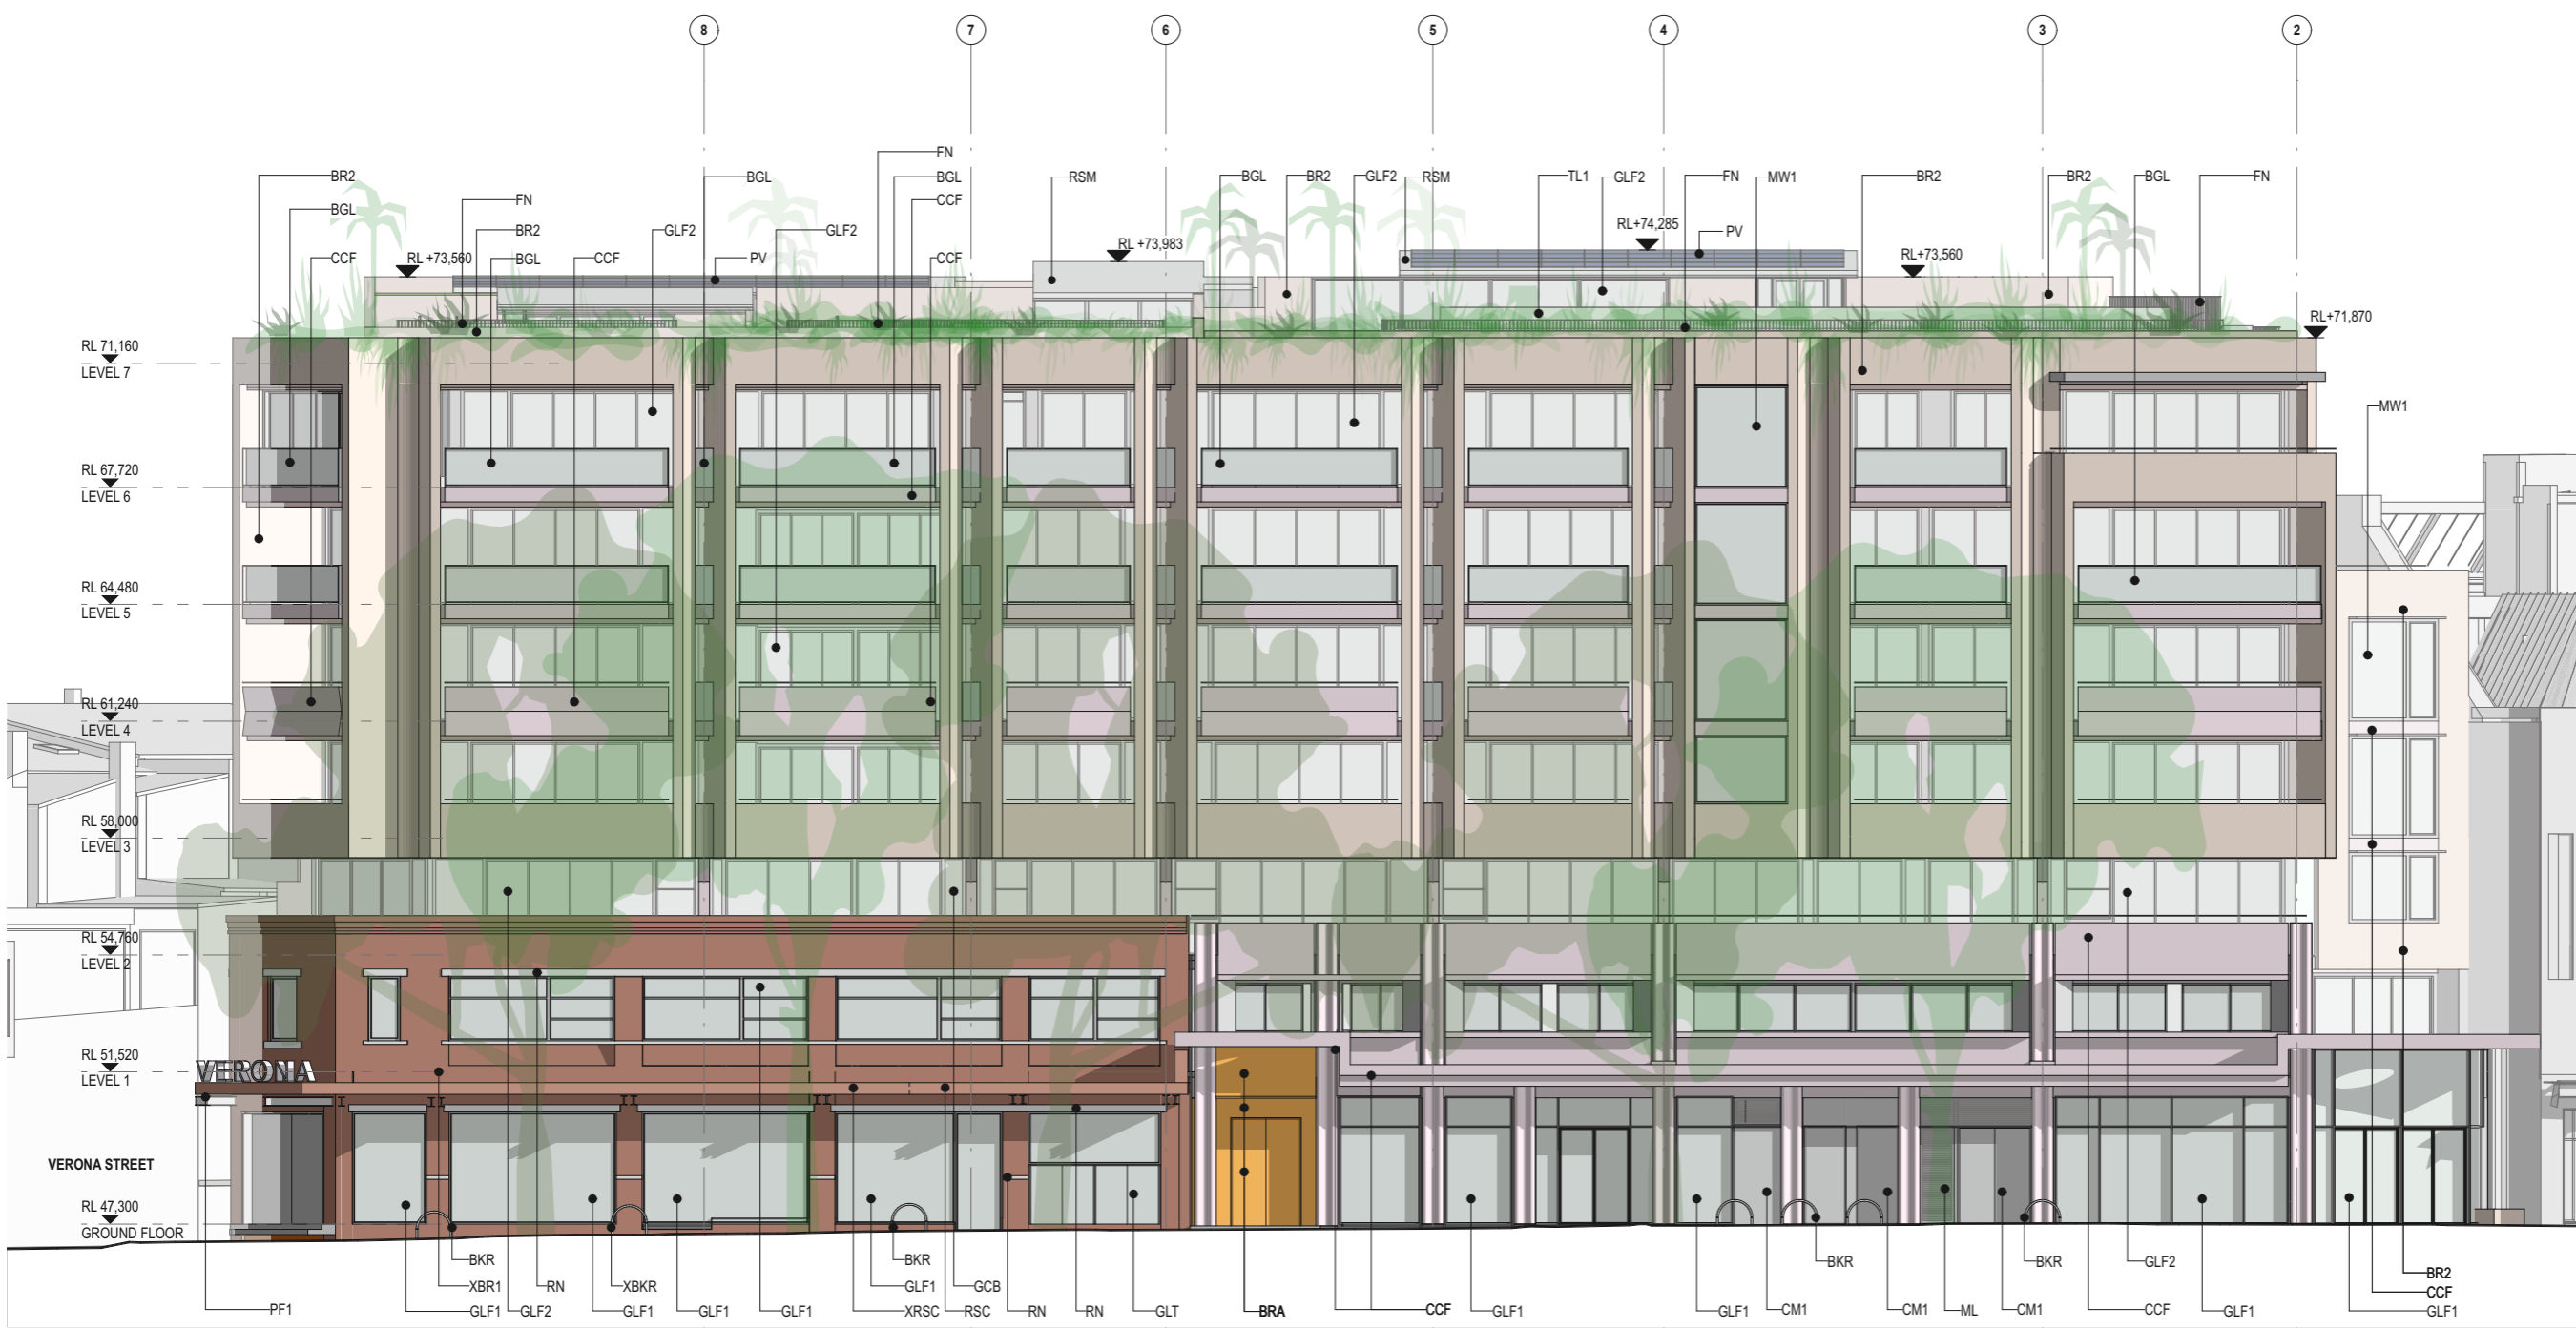 8 7 6 5 4 3 2
FN
BR2 BGL BGL RSM BGL BR2 GLF2 RSM TL1 GLF2 FN MW1 BR2 BR2 BGL FN
BGL FN CCF
BR2 GLF2 GLF2 RL+74,285 PV
CCF RL +73,560 BGL CCF PV CCF RL +73,983 RL+73,560
RL+71,870
RL 71,160
LEVEL 7
MW1
RL 67,720
LEVEL 6
RL 64,480
LEVEL 5
RL 61,240
LEVEL 4
RL 58,000
LEVEL 3
RL 54,760
LEVEL 2
RL 51,520
LEVEL 1
VERONA
VERONA STREET
RL 47,300
GROUND FLOOR
BKR BKR BKR BKR GLF2
BR2
XBR1 RN XBKR GLF1 GCB
CCF
PF1 GLF1 GLF2 GLF1 GLF1 GLF1 XRSC RSC RN RN GLT BRA CCF GLF1 GLF1 CM1 CM1 ML CM1 CCF GLF1 GLF1